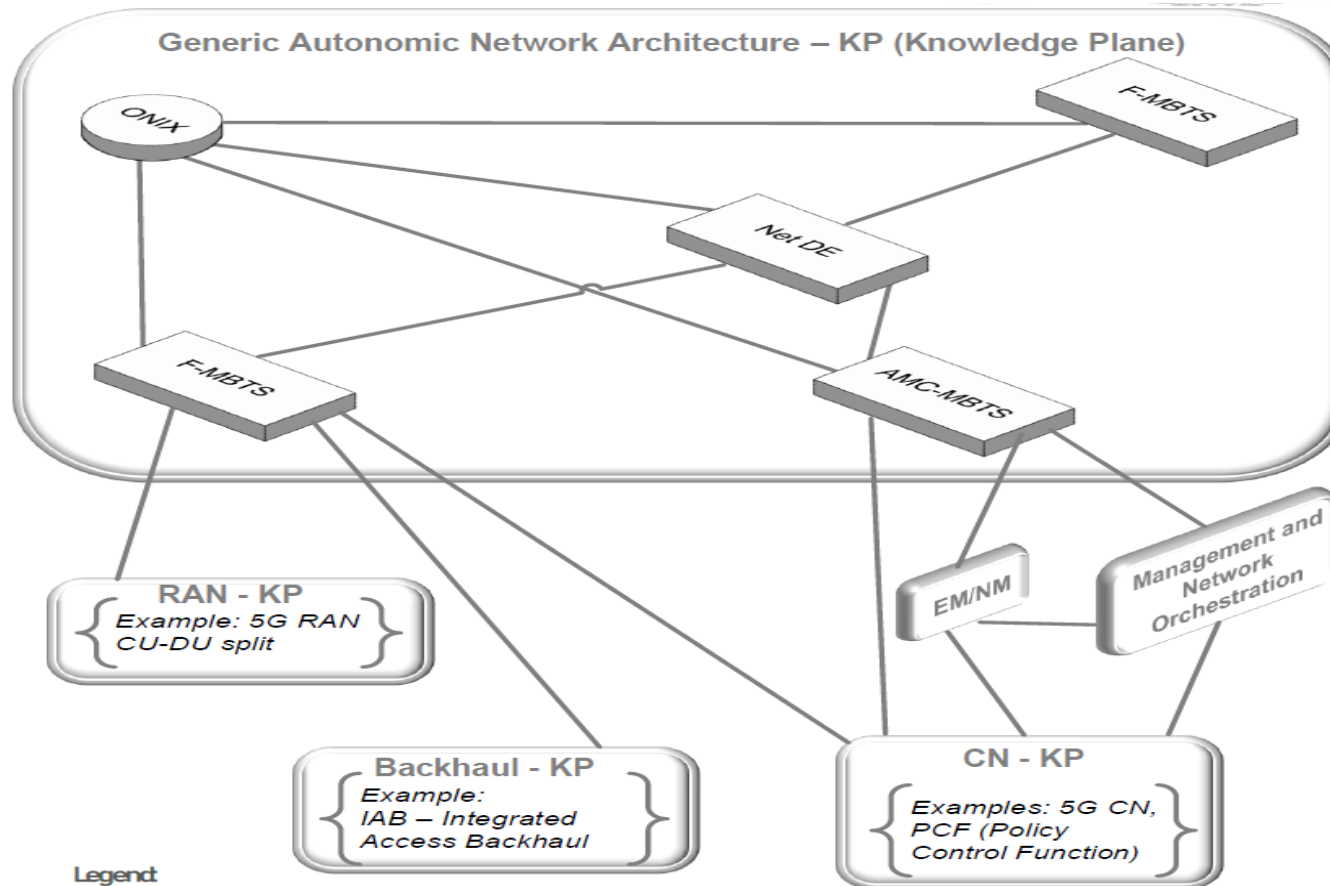 Generic Autonomic Network Architecture – KP (Knowledge Plane)
ONIX
F-MBTS
Net DE
F-MBTS
AMC-MBTS
EM/NM
Management and
Network
Orchestration
RAN - KP
Example: 5G RAN
CU-DU split
Backhaul - KP
Example:
IAB – Integrated
Access Backhaul
CN - KP
Examples: 5G CN,
PCF (Policy
Control Function)
Legend: